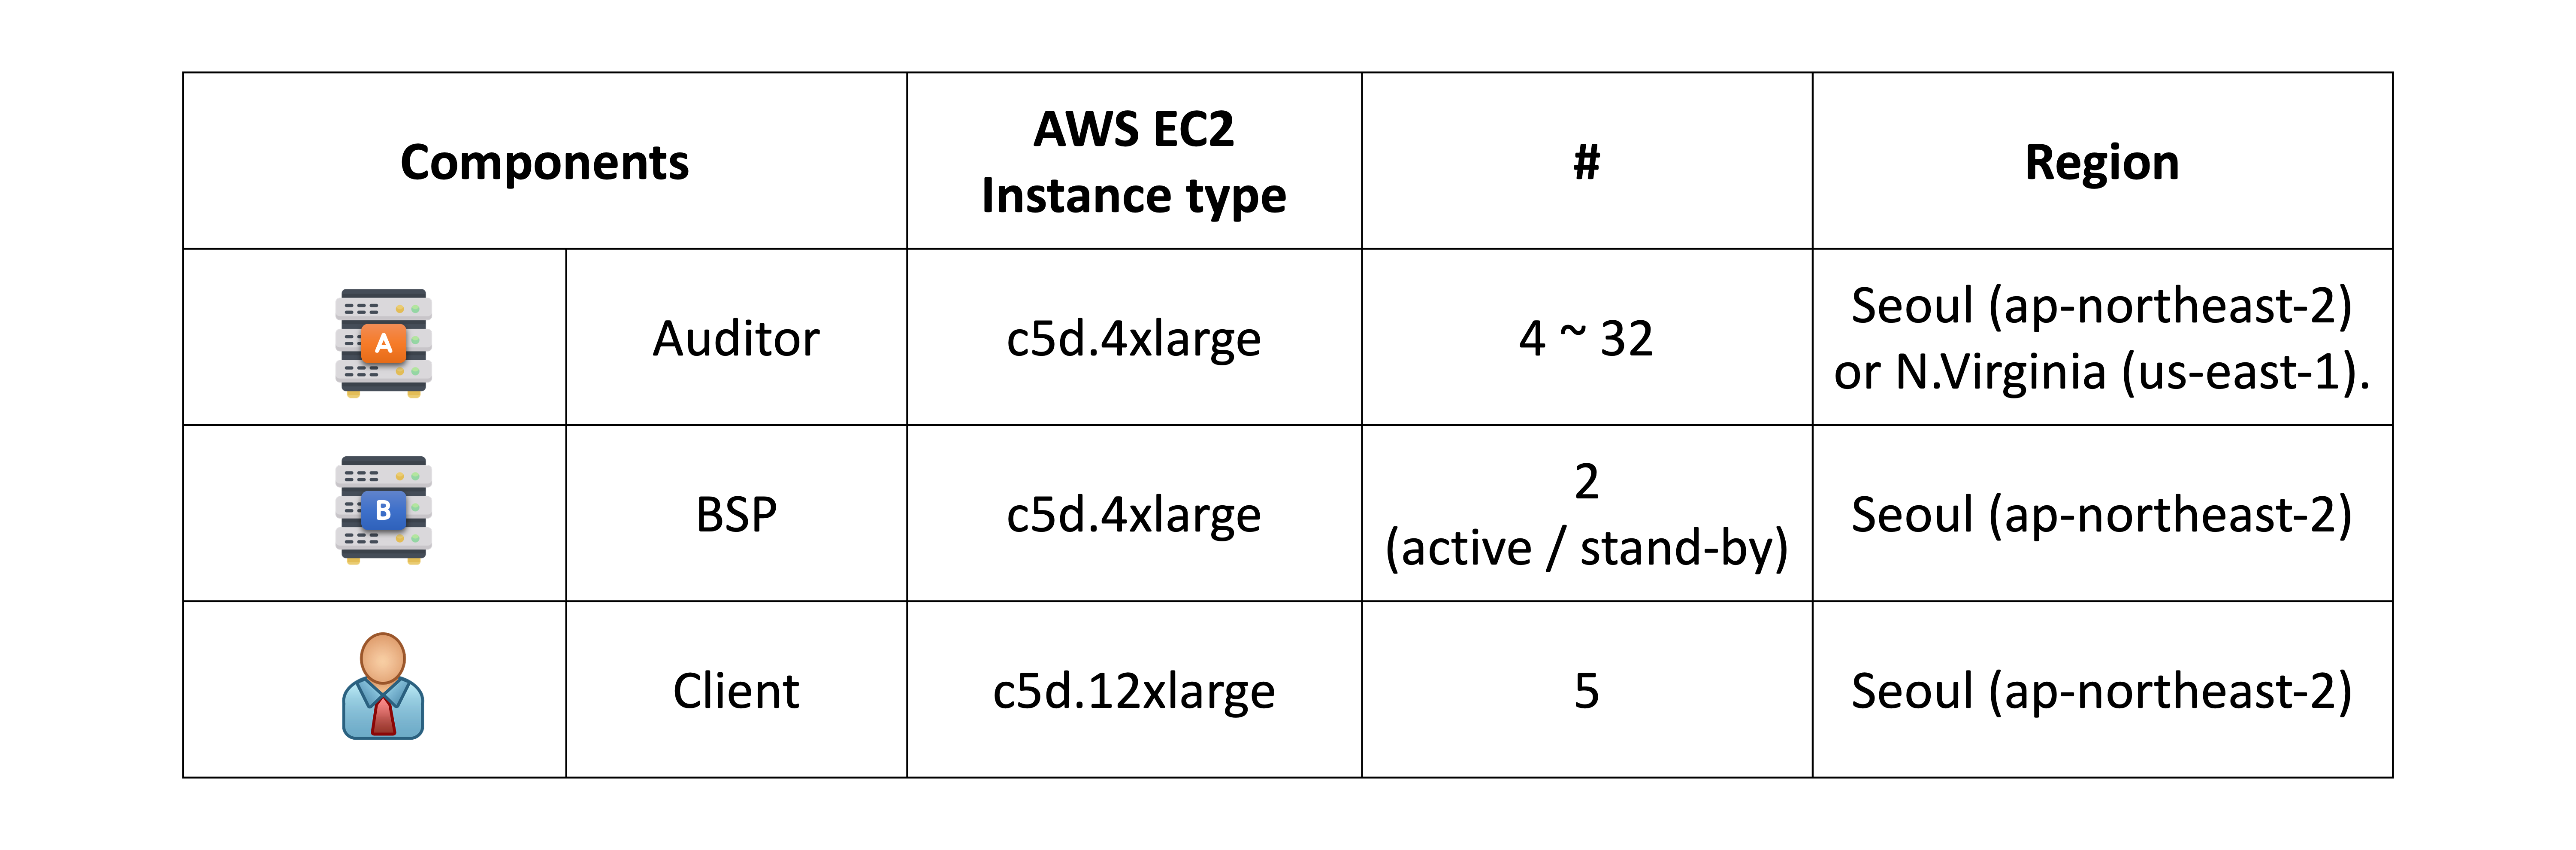 Components
AWS EC2
Instance type
#
Region
A
Auditor
c5d.4xlarge
4 ~ 32
Seoul (ap-northeast-2)
or N.Virginia (us-east-1).
B
BSP
c5d.4xlarge
2
(active / stand-by)
Seoul (ap-northeast-2)
Client
c5d.12xlarge
5
Seoul (ap-northeast-2)